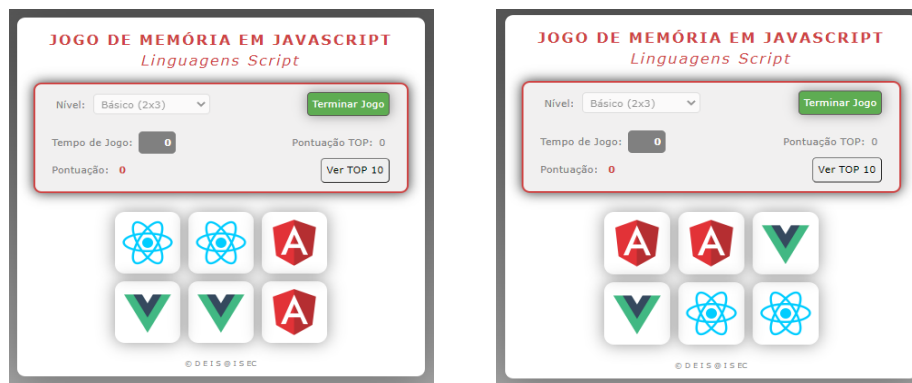 JOGO DE MEMÓRIA EM JAVASCRIPT
Linguagens Script
Nível: Básico (2x3) Terminar Jogo
Tempo de Jogo: 0 Pontuação TOP: 0
Pontuação: 0 Ver TOP 10
©DEIS@ISEC
JOGO DE MEMÓRIA EM JAVASCRIPT
Linguagens Script
Nível: Básico (2x3) Terminar Jogo
Tempo de Jogo: 0 Pontuação TOP: 0
Pontuação: 0 Ver TOP 10
©DEIS@ISEC